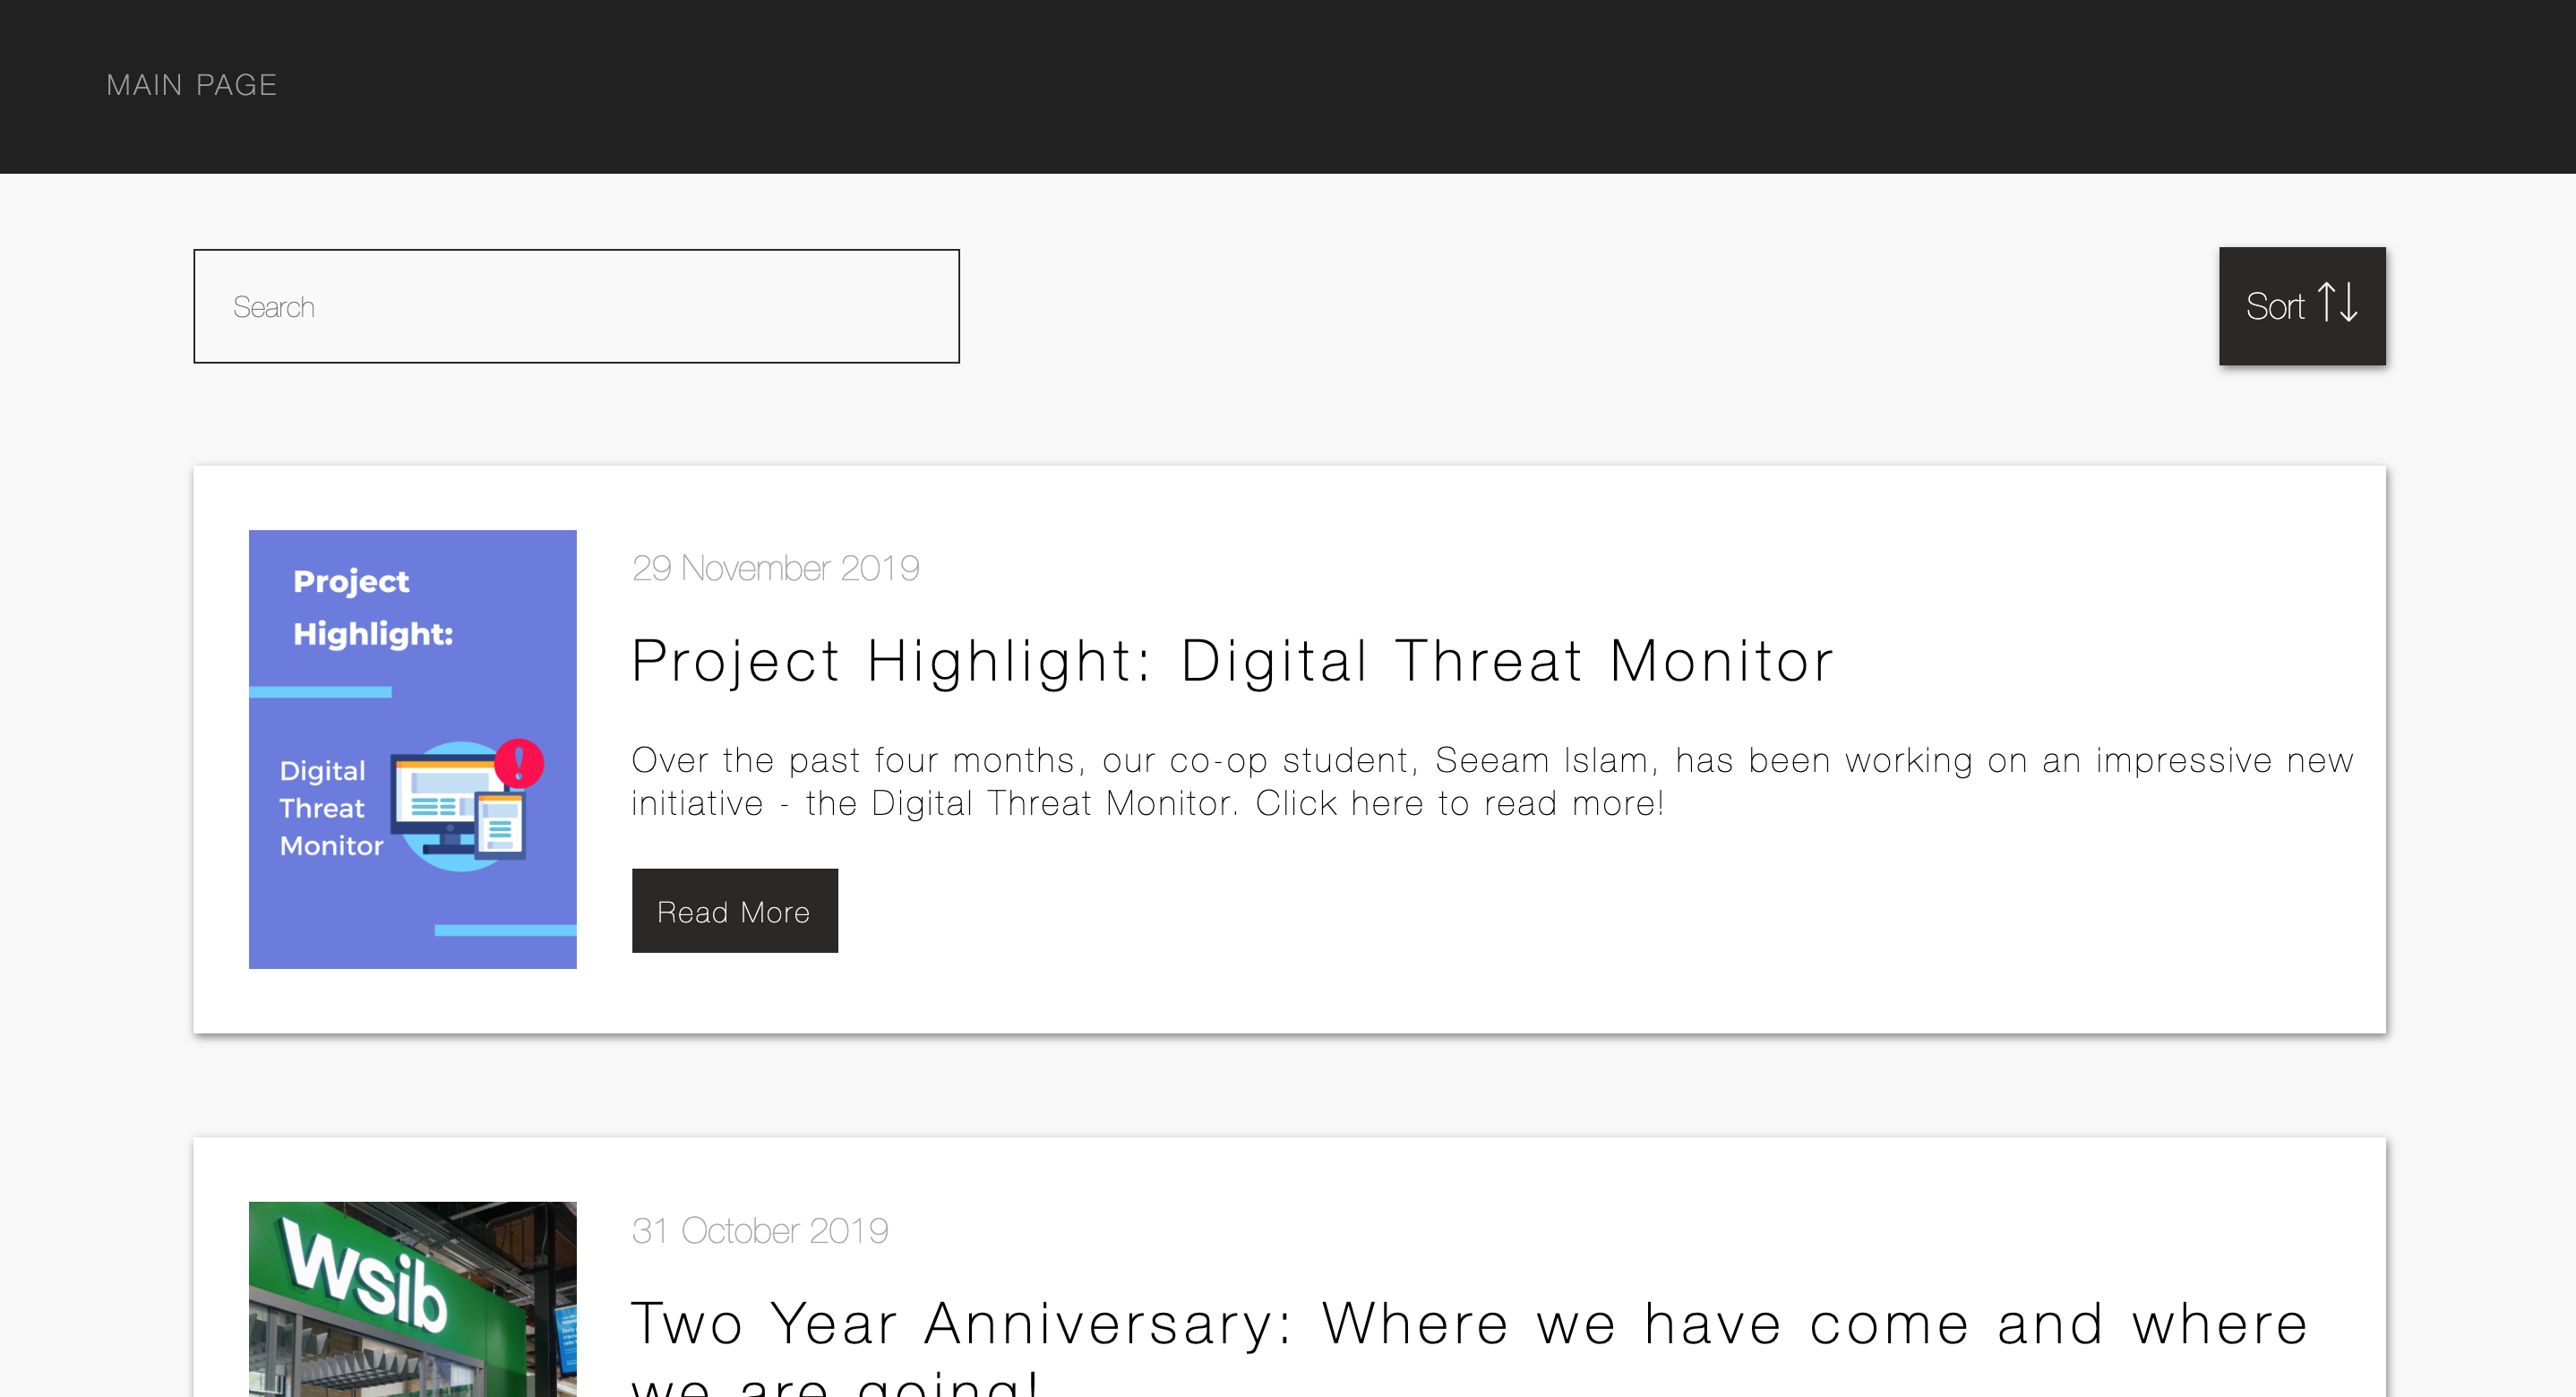 MAIN PAGE
Search
Sort ↑↓
Project
Highlight:
Digital
Threat
Monitor
29 November 2019
Project Highlight: Digital Threat Monitor
Over the past four months, our co-op student, Seeam Islam, has been working on an impressive new
initiative - the Digital Threat Monitor. Click here to read more!
Read More
wsib
31 October 2019
Two Year Anniversary: Where we have come and where
we are going!